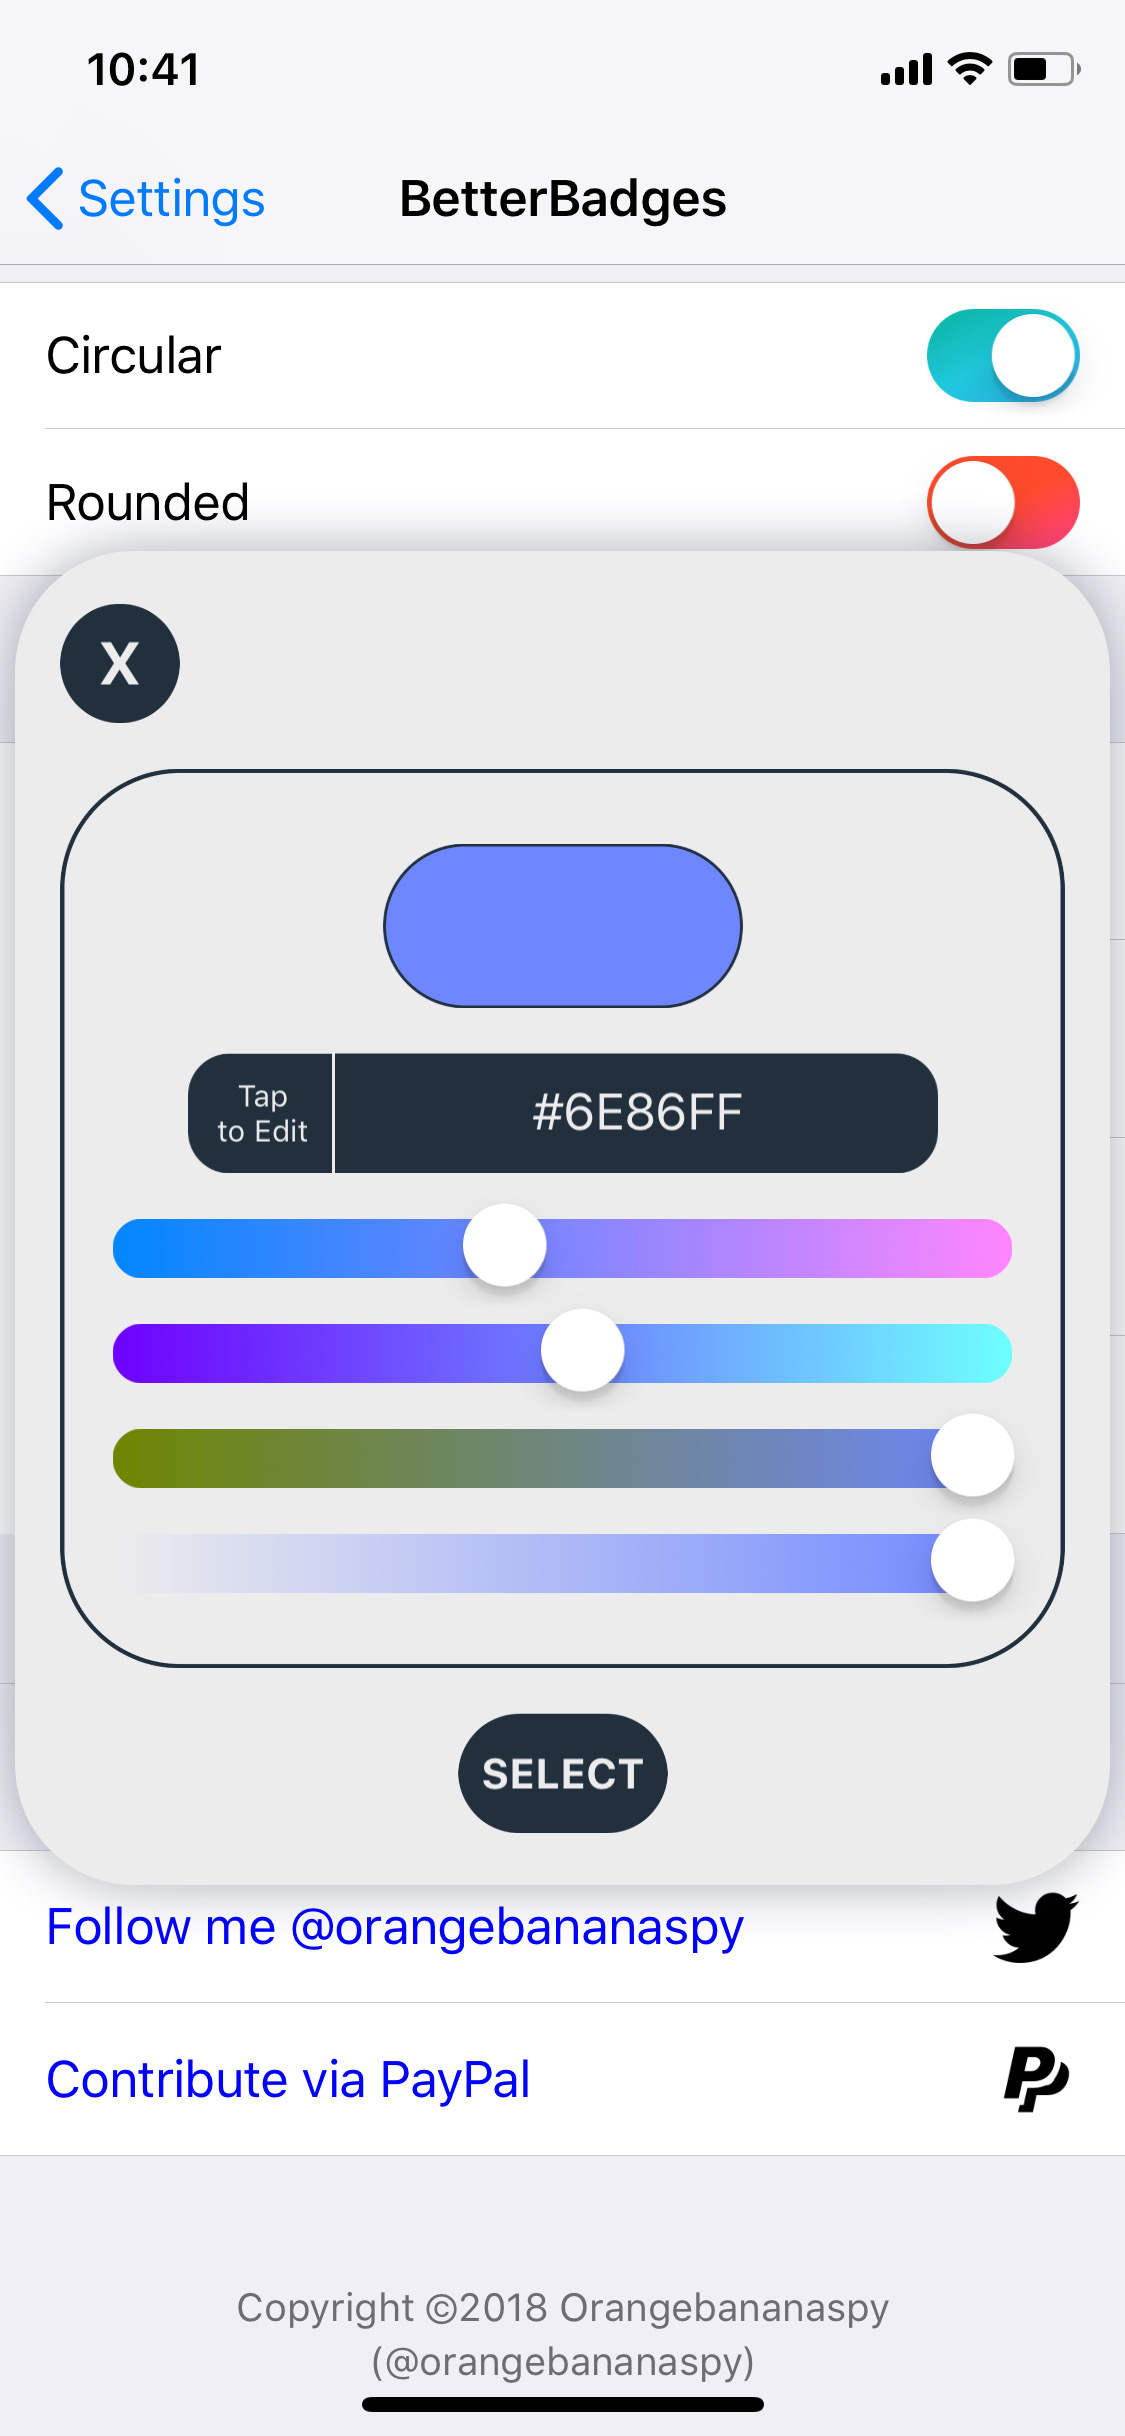 10:41
Settings
BetterBadges
Circular
Rounded
X
Tap
to Edit
#6E86FF
SELECT
Follow me @orangebananaspy
Contribute via PayPal
Copyright ©2018 Orangebananaspy
(@orangebananaspy)